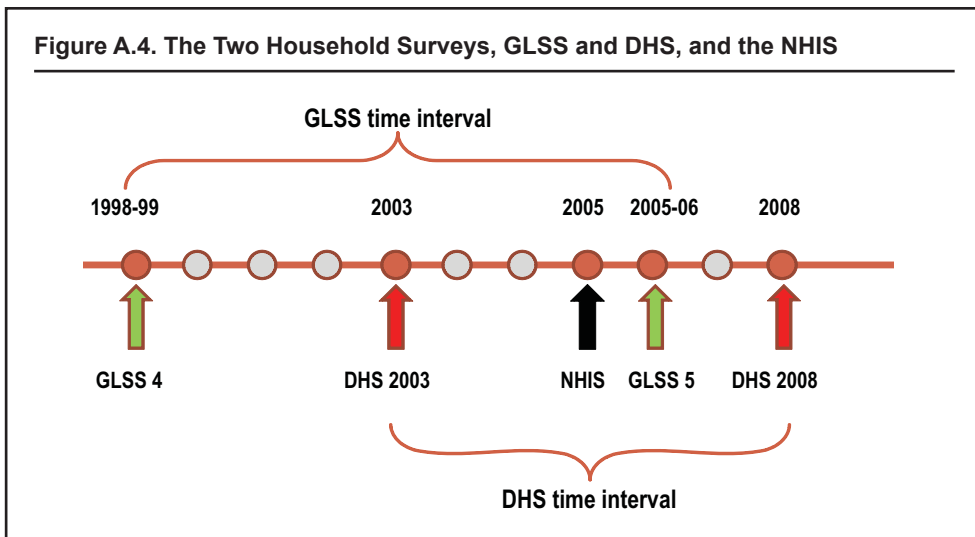 Figure A.4. The Two Household Surveys, GLSS and DHS, and the NHIS
GLSS time interval
1998-99 2003 2005 2005-06 2008
GLSS 4 DHS 2003 NHIS GLSS 5 DHS 2008
DHS time interval